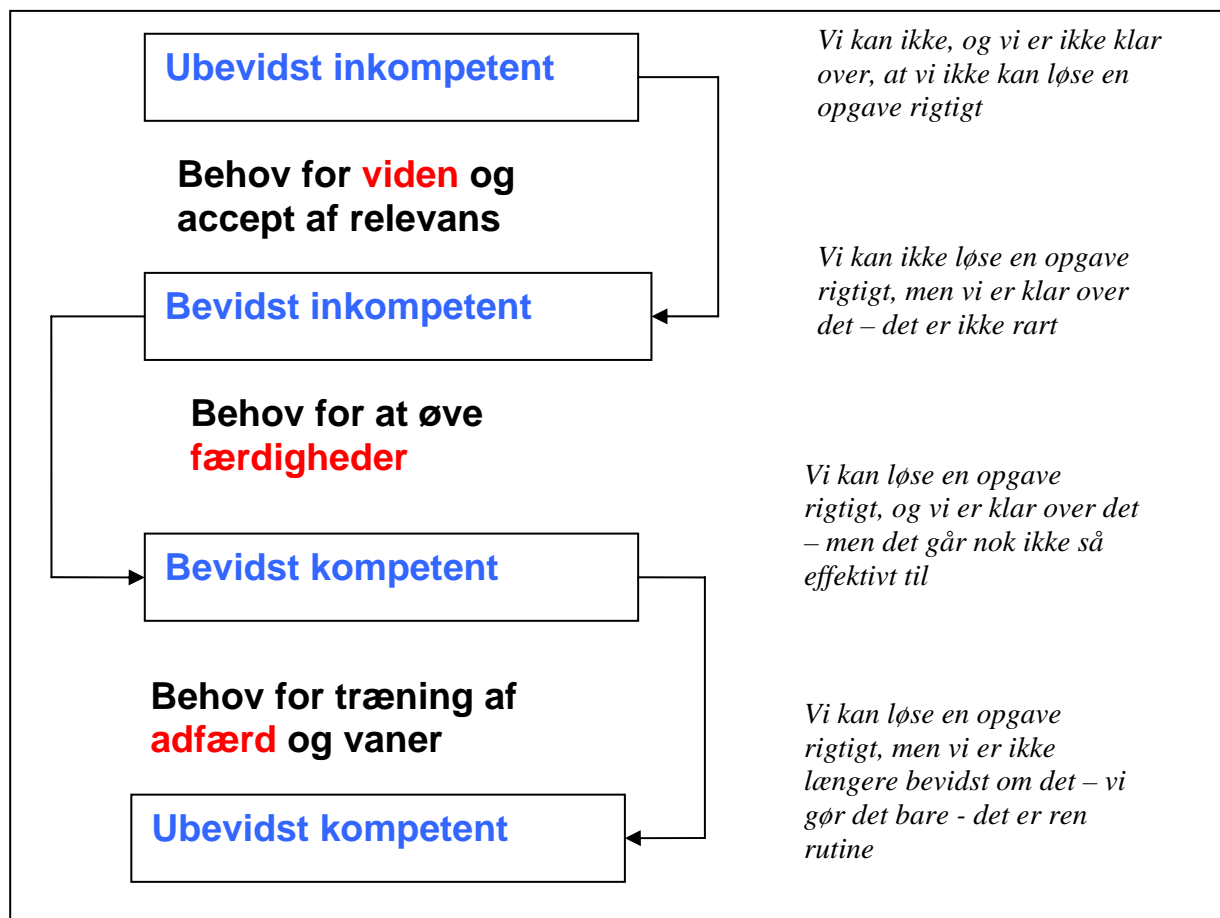 Ubevidst inkompetent
Vi kan ikke, og vi er ikke klar
over, at vi ikke kan løse en
opgave rigtigt
Behov for viden og
accept af relevans
Bevidst inkompetent
Vi kan ikke løse en opgave
rigtigt, men vi er klar over
det – det er ikke rart
Behov for at øve
færdigheder
Bevidst kompetent
Vi kan løse en opgave
rigtigt, og vi er klar over det
– men det går nok ikke så
effektivt til
Behov for træning af
adfærd og vaner
Ubevidst kompetent
Vi kan løse en opgave
rigtigt, men vi er ikke
længere bevidst om det – vi
gør det bare - det er ren
rutine